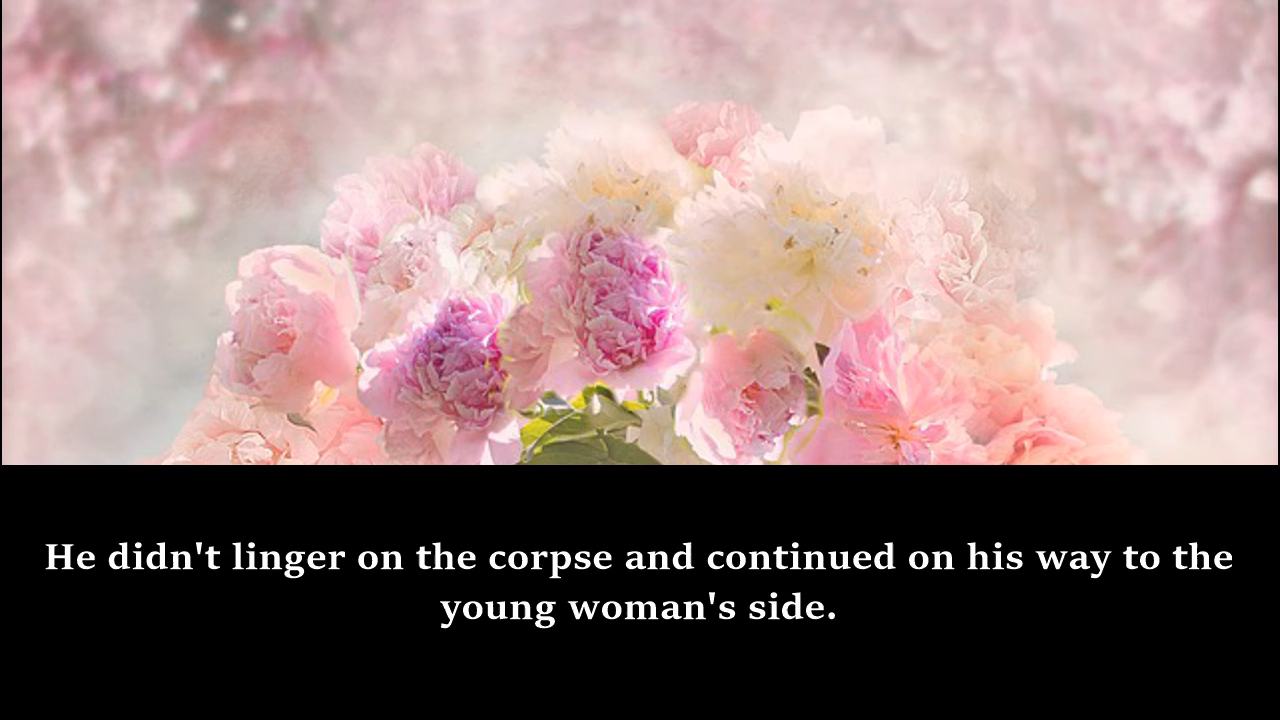 He didn't linger on the corpse and continued on his way to the
young woman's side.